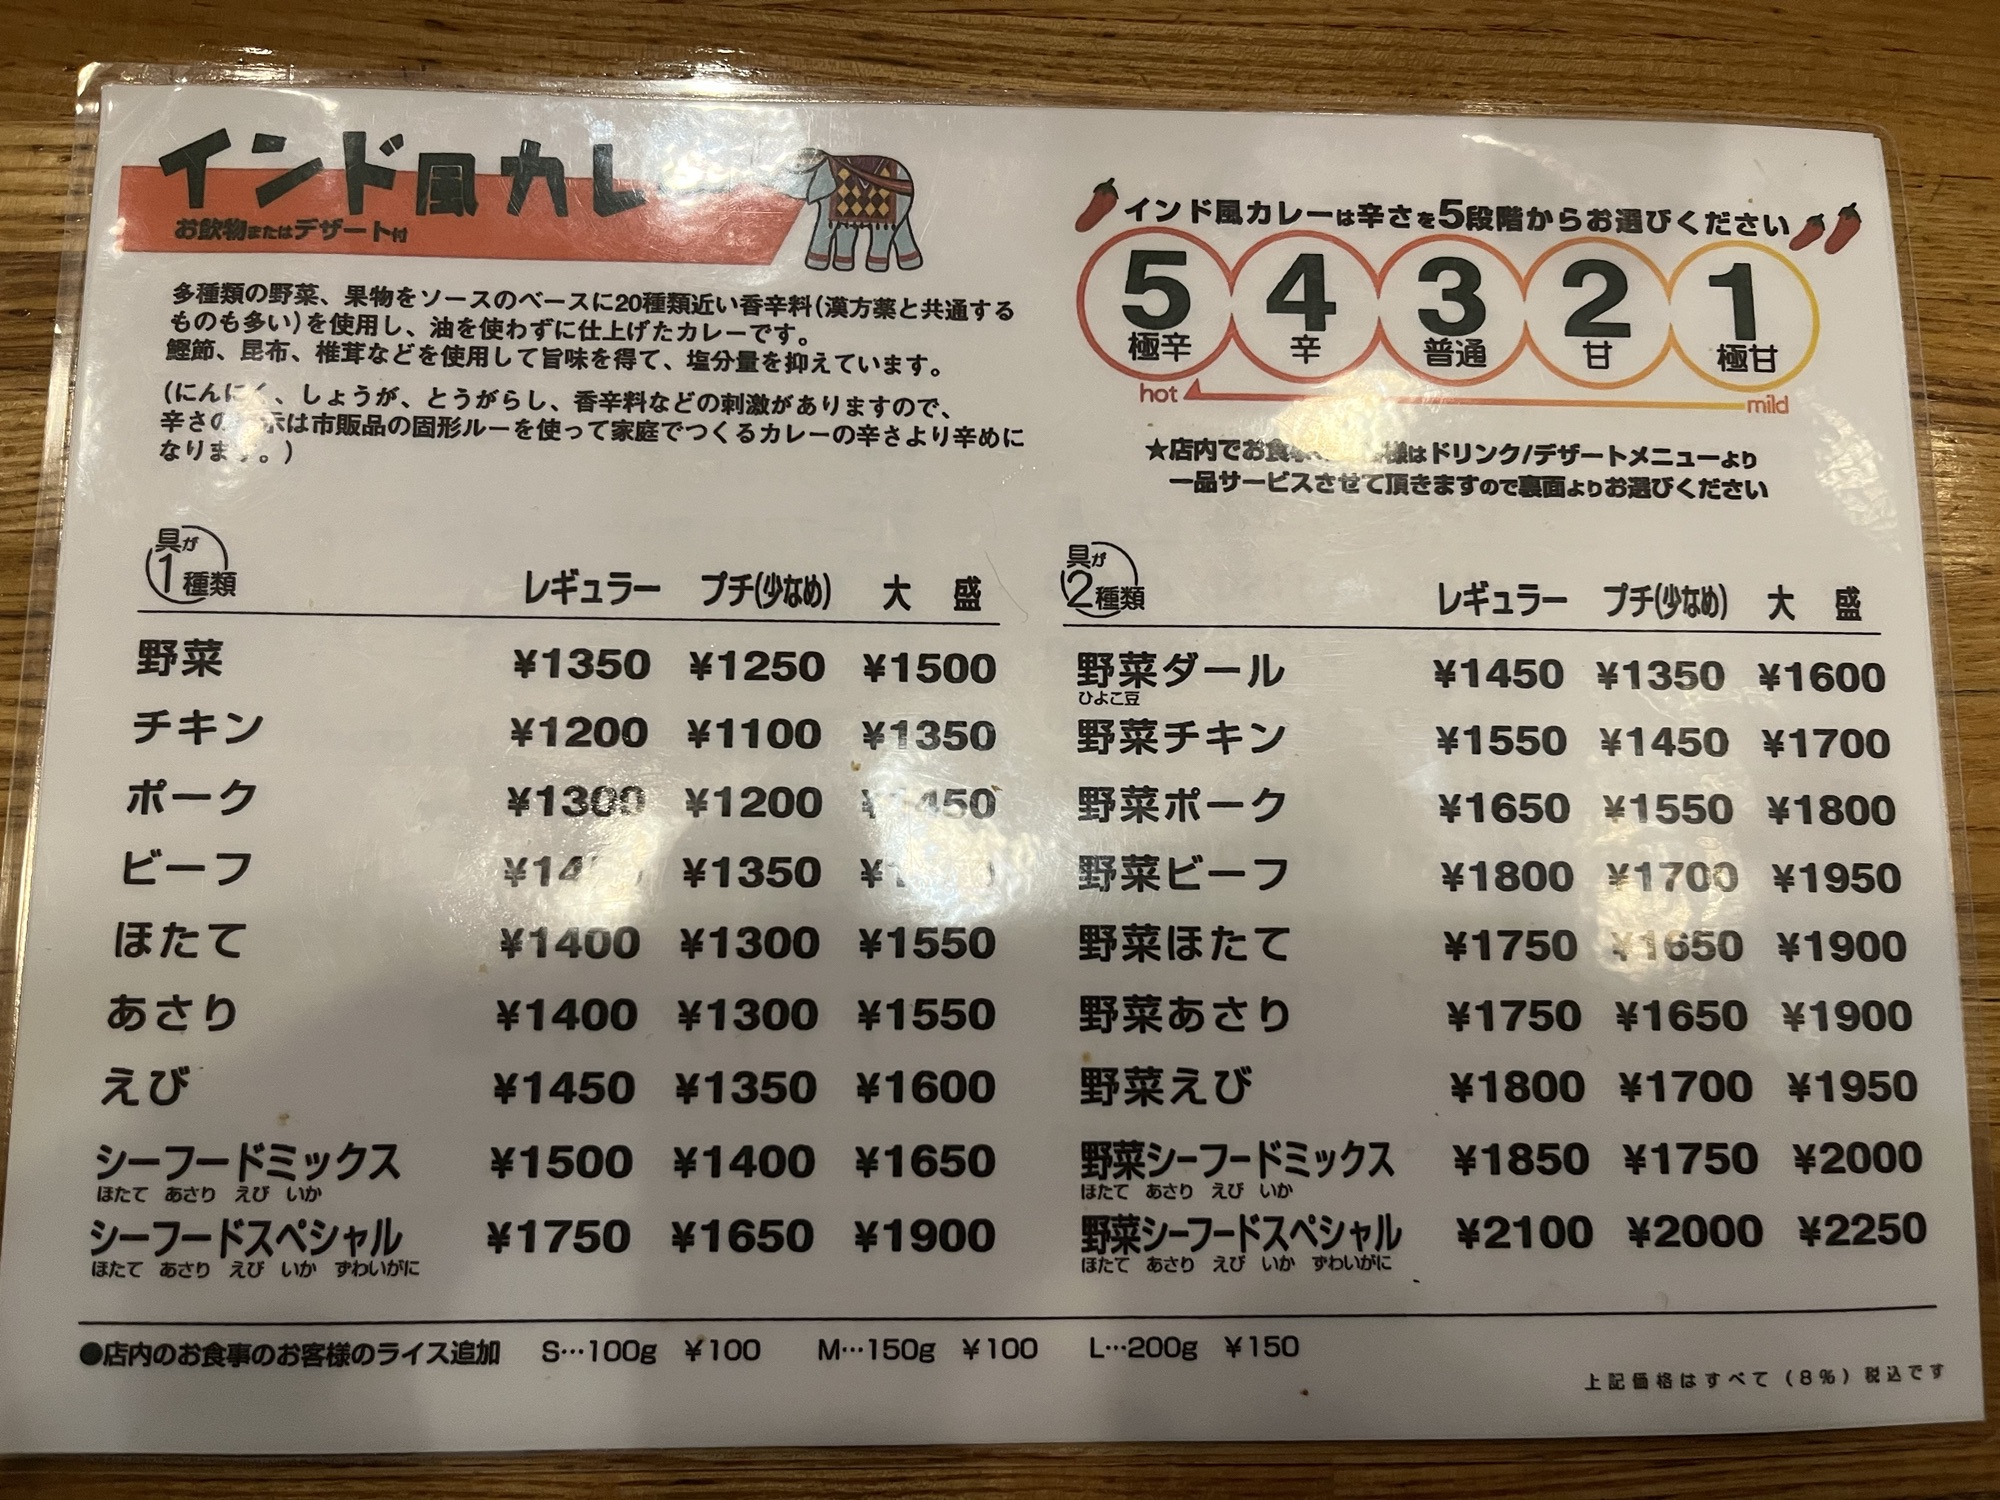 インド風カレー
お飲物またはデザート付
多種類の野菜、果物をソースのベースに20種類近い香辛料(漢方薬と共通する
ものも多い)を使用し、油を使わずに仕上げたカレーです。
鰹節、昆布、椎茸などを使用して旨味を得て、塩分量を抑えています。
(にんにく、しょうが、とうがらし、香辛料などの刺激がありますので、
辛さの 示は市販品の固形ルーを使って家庭でつくるカレーの辛さより辛めに
なります。)
インド風カレーは辛さを5段階からお選びください
5 4 3 2 1
極辛 辛 普通 甘 極甘
hot mild
★店内でお食事 様はドリンク/デザートメニューより
一品サービスさせて頂きますので裏面よりお選びください
具が1種類 レギュラー プチ(少なめ) 大 盛
野菜 ¥1350 ¥1250 ¥1500
チキン ¥1200 ¥1100 ¥1350
ポーク ¥1300 ¥1200 ¥1450
ビーフ ¥1350
ほたて ¥1400 ¥1300 ¥1550
あさり ¥1400 ¥1300 ¥1550
えび ¥1450 ¥1350 ¥1600
シーフードミックス ¥1500 ¥1400 ¥1650
ほたて あさり えび いか
シーフードスペシャル ¥1750 ¥1650 ¥1900
ほたて あさり えび いか ずわいがに
具が2種類 レギュラー プチ(少なめ) 大 盛
野菜ダール ¥1450 ¥1350 ¥1600
ひよこ豆
野菜チキン ¥1550 ¥1450 ¥1700
野菜ポーク ¥1650 ¥1550 ¥1800
野菜ビーフ ¥1800 ¥1700 ¥1950
野菜ほたて ¥1750 ¥1650 ¥1900
野菜あさり ¥1750 ¥1650 ¥1900
野菜えび ¥1800 ¥1700 ¥1950
野菜シーフードミックス ¥1850 ¥1750 ¥2000
ほたて あさり えび いか
野菜シーフードスペシャル ¥2100 ¥2000 ¥2250
ほたて あさり えび いか ずわいがに
●店内のお食事のお客様のライス追加 S…100g ¥100 M…150g ¥100 L…200g ¥150
上記価格はすべて(8%)税込です